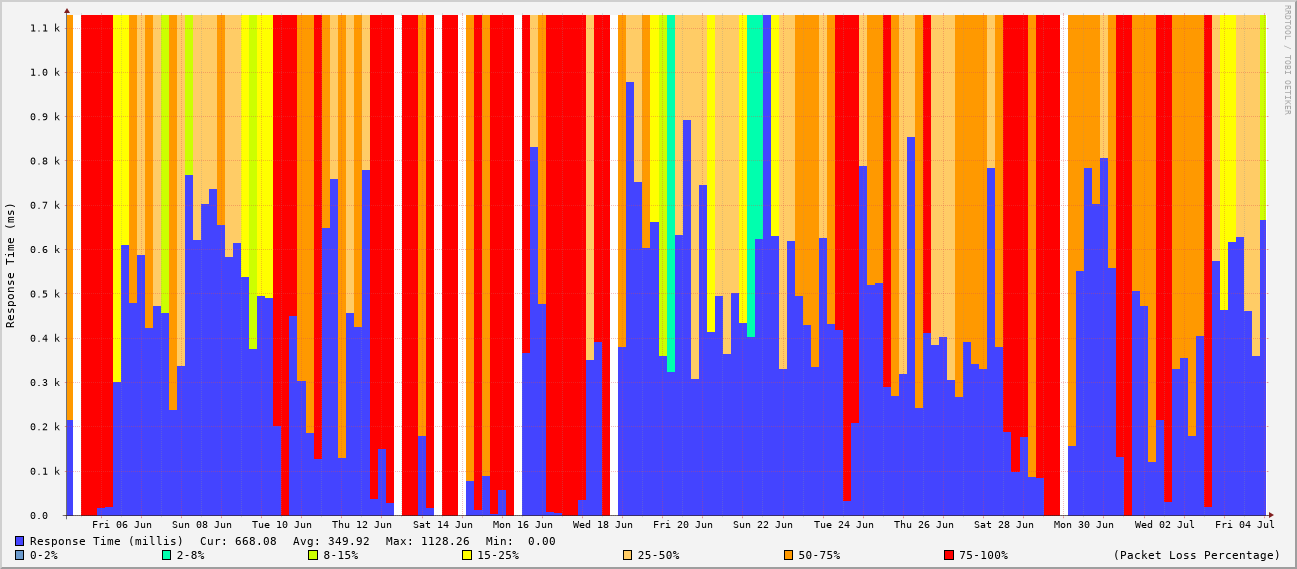 RRDTOOL / TOBI OETIKER
Response Time (ms)
1.1 k
1.0 k
0.9 k
0.8 k
0.7 k
0.6 k
0.5 k
0.4 k
0.3 k
0.2 k
0.1 k
0.0
Fri 06 Jun Sun 08 Jun Tue 10 Jun Thu 12 Jun Sat 14 Jun Mon 16 Jun Wed 18 Jun Fri 20 Jun Sun 22 Jun Tue 24 Jun Thu 26 Jun Sat 28 Jun Mon 30 Jun Wed 02 Jul Fri 04 Jul
Response Time (millis) Cur: 668.08 Avg: 349.92 Max: 1128.26 Min: 0.00
0-2% 2-8% 8-15% 15-25% 25-50% 50-75% 75-100% (Packet Loss Percentage)